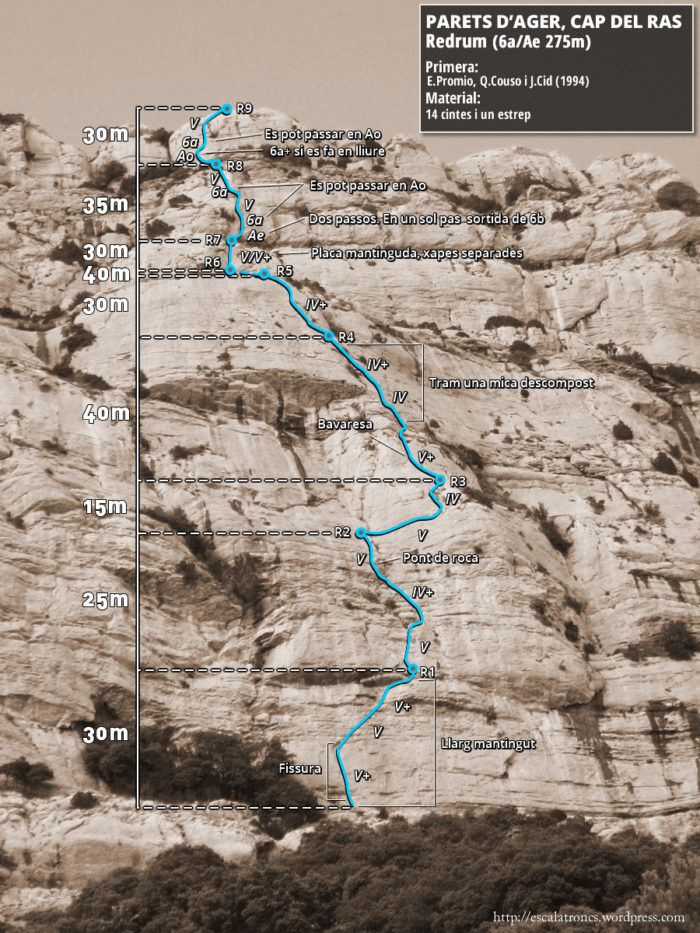 PARETS D'AGER, CAP DEL RAS
Redrum (6a/Ae 275m)
Primera:
E.Promio, Q.Couso i J.Cid (1994)
Material:
14 cintes i un estrep
R9
V
30m
Es pot passar en Ao
6a
6a+ si es fa en lliure
Ao
R8
V
6a
Es pot passar en Ao
35m
V
6a
Dos passos. En un sol pas sortida de 6b
Ae
R7
30m
V/V+
Placa mantinguda, xapes separades
R6
R5
40m
30m
IV+
R4
IV+
Tram una mica descompost
IV
40m
Bavaresa
V+
R3
IV
15m
R2
V
V
Pont de roca
IV+
25m
V
R1
V+
30m
V
Llarg mantingut
Fissura
V+
http://escalatroncs.wordpress.com